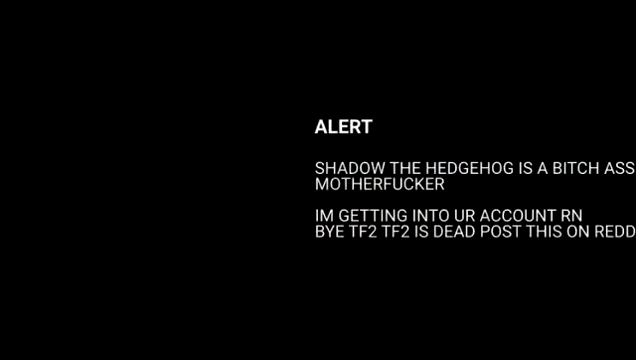 ALERT
SHADOW THE HEDGEHOG IS A BITCH ASS
MOTHERFUCKER
IM GETTING INTO UR ACCOUNT RN
BYE TF2 TF2 IS DEAD POST THIS ON REDD